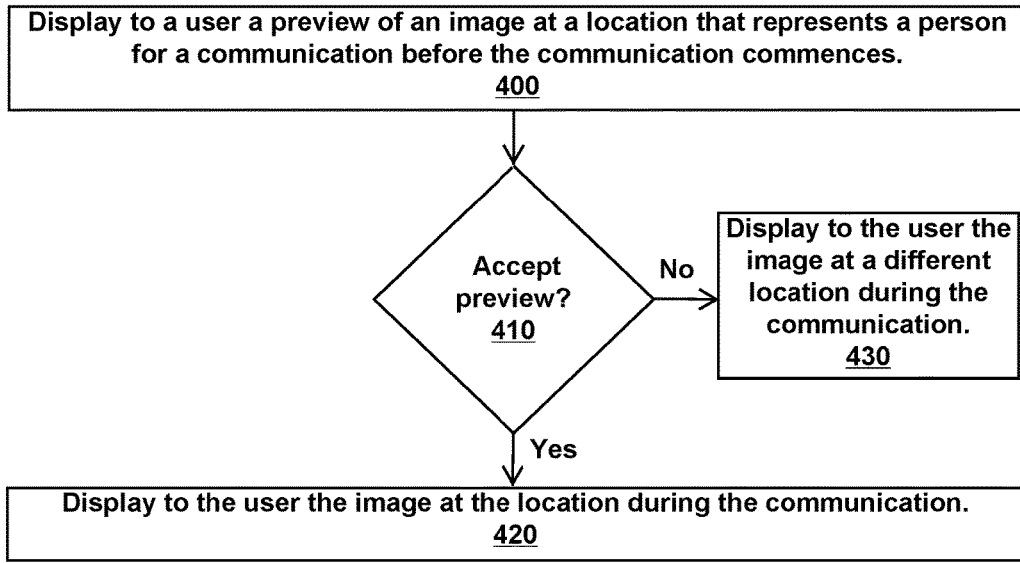 Display to a user a preview of an image at a location that represents a person
for a communication before the communication commences.
400
Accept
preview?
410
No
Display to the user the
image at a different
location during the
communication.
430
Yes
Display to the user the image at the location during the communication.
420